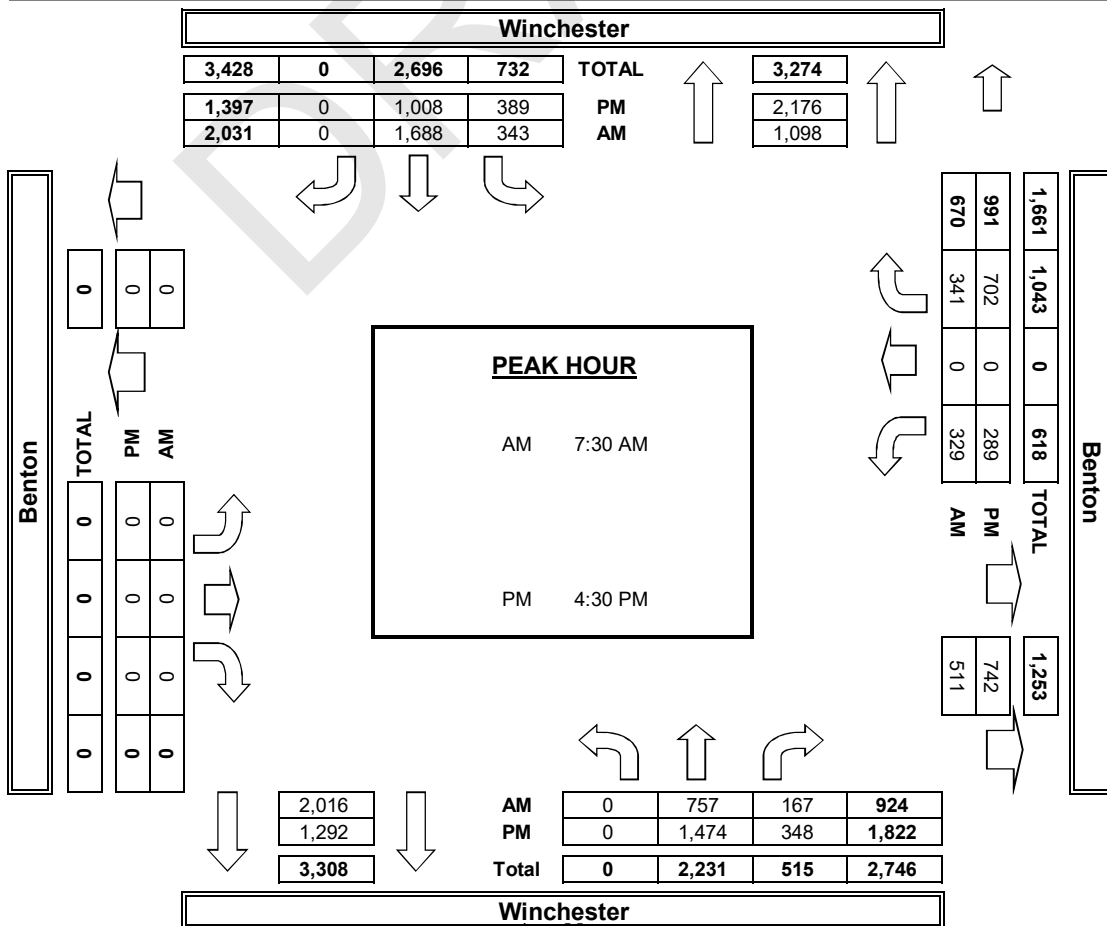 Winchester
3,428 0 2,696 732 TOTAL 3,274
1,397 0 1,008 389 PM 2,176
2,031 0 1,688 343 AM 1,098
Benton
0 0 0
TOTAL PM AM
0 0 0
0 0 0
0 0 0
0 0 0
PEAK HOUR
AM 7:30 AM
PM 4:30 PM
670 991 1,661
341 702 1,043
0 0 0
329 289 618
AM PM TOTAL
511 742 1,253
Benton
2,016 AM 0 757 167 924
1,292 PM 0 1,474 348 1,822
3,308 Total 0 2,231 515 2,746
Winchester